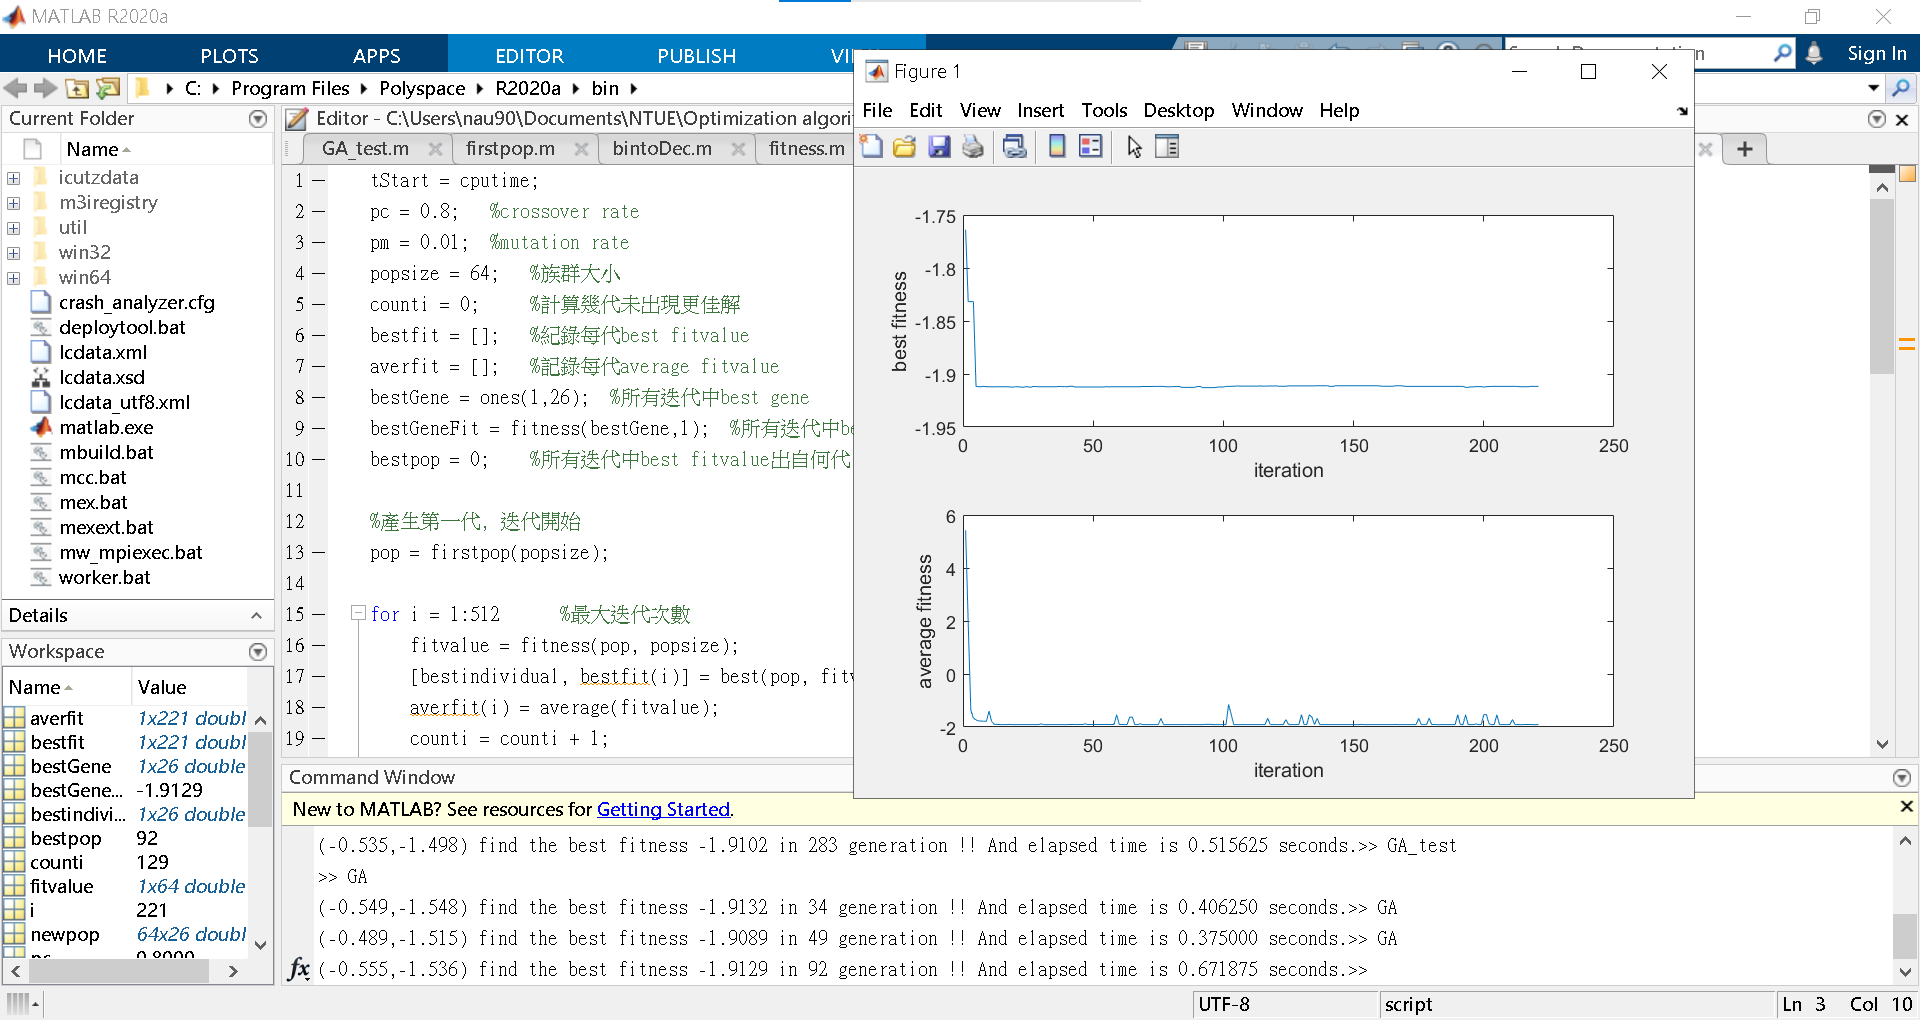 MATLAB R2020a
HOME PLOTS APPS EDITOR PUBLISH
Sign In
C: Program Files Polyspace R2020a bin
Current Folder
Name
icutzdata
m3iregistry
util
win32
win64
crash_analyzer.cfg
deploytool.bat
lcdata.xml
lcdata.xsd
lcdata_utf8.xml
matlab.exe
mbuild.bat
mcc.bat
mex.bat
mexext.bat
mw_mpiexec.bat
worker.bat
Details
Workspace
Name Value
averfit 1x221 doubl
bestfit 1x221 doubl
bestGene 1x26 double
bestGene... -1.9129
bestindivi... 1x26 double
bestpop 92
counti 129
fitvalue 1x64 double
i 221
newpop 64x26 doubl
Editor - C:\Users\nau90\Documents\NTUE\Optimization algori
GA_test.m firstpop.m bintoDec.m fitness.m
1 tStart = cputime;
2 pc = 0.8; %crossover rate
3 pm = 0.01; %mutation rate
4 popsize = 64; %族群大小
5 counti = 0; %計算幾代未出現更佳解
6 bestfit = []; %紀錄每代best fitvalue
7 averfit = []; %記錄每代average fitvalue
8 bestGene = ones(1,26); %所有迭代中best gene
9 bestGeneFit = fitness(bestGene,1); %所有迭代中be
10 bestpop = 0; %所有迭代中best fitvalue出自何代
11
12 %產生第一代, 迭代開始
13 pop = firstpop(popsize);
14
15 for i = 1:512 %最大迭代次數
16 fitvalue = fitness(pop, popsize);
17 [bestindividual, bestfit(i)] = best(pop, fitv
18 averfit(i) = average(fitvalue);
19 counti = counti + 1;
Figure 1
File Edit View Insert Tools Desktop Window Help
-1.75
-1.8
-1.85
-1.9
-1.95
best fitness
0 50 100 150 200 250
iteration
6
4
2
0
-2
average fitness
0 50 100 150 200 250
iteration
Command Window
New to MATLAB? See resources for Getting Started.
(-0.535,-1.498) find the best fitness -1.9102 in 283 generation !! And elapsed time is 0.515625 seconds.>> GA_test
>> GA
(-0.549,-1.548) find the best fitness -1.9132 in 34 generation !! And elapsed time is 0.406250 seconds.>> GA
(-0.489,-1.515) find the best fitness -1.9089 in 49 generation !! And elapsed time is 0.375000 seconds.>> GA
fx (-0.555,-1.536) find the best fitness -1.9129 in 92 generation !! And elapsed time is 0.671875 seconds.>>
UTF-8 script Ln 3 Col 10